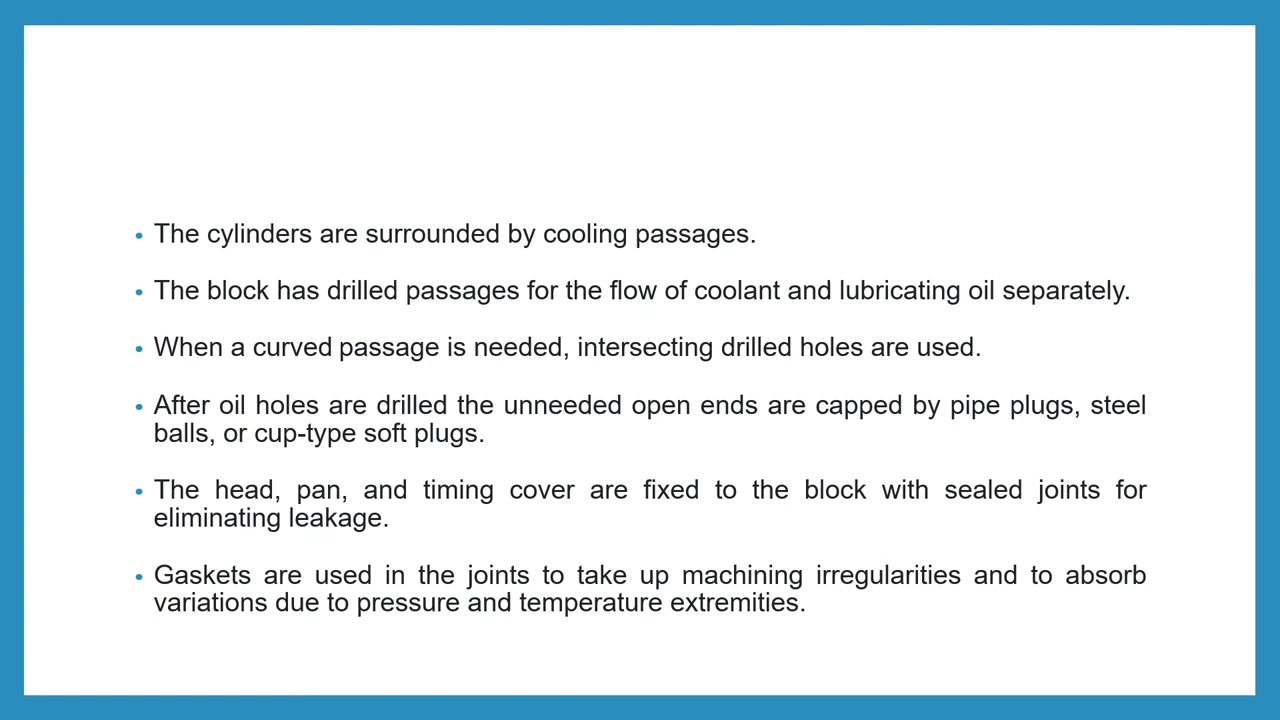 • The cylinders are surrounded by cooling passages.
• The block has drilled passages for the flow of coolant and lubricating oil separately.
• When a curved passage is needed, intersecting drilled holes are used.
• After oil holes are drilled the unneeded open ends are capped by pipe plugs, steel
balls, or cup-type soft plugs.
• The head, pan, and timing cover are fixed to the block with sealed joints for
eliminating leakage.
• Gaskets are used in the joints to take up machining irregularities and to absorb
variations due to pressure and temperature extremities.